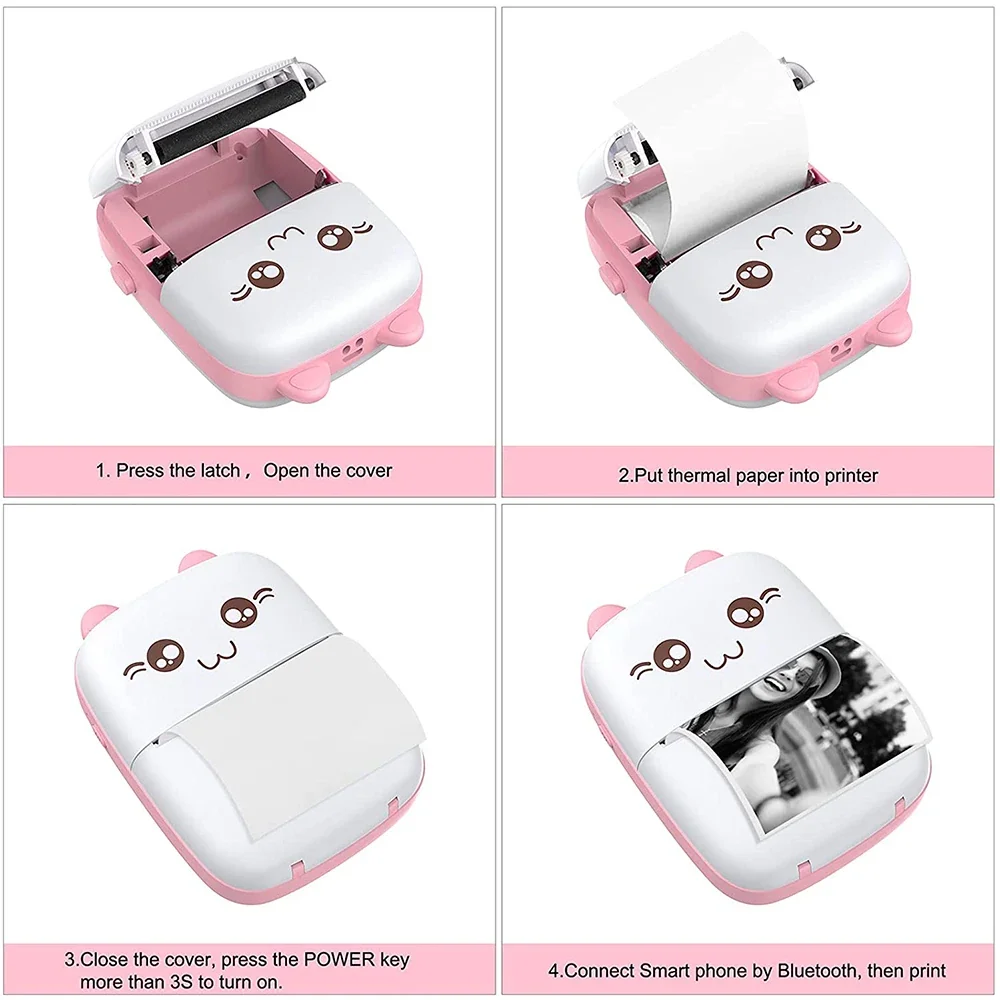 1. Press the latch , Open the cover
2.Put thermal paper into printer
3.Close the cover, press the POWER key
more than 3S to turn on.
4.Connect Smart phone by Bluetooth, then print